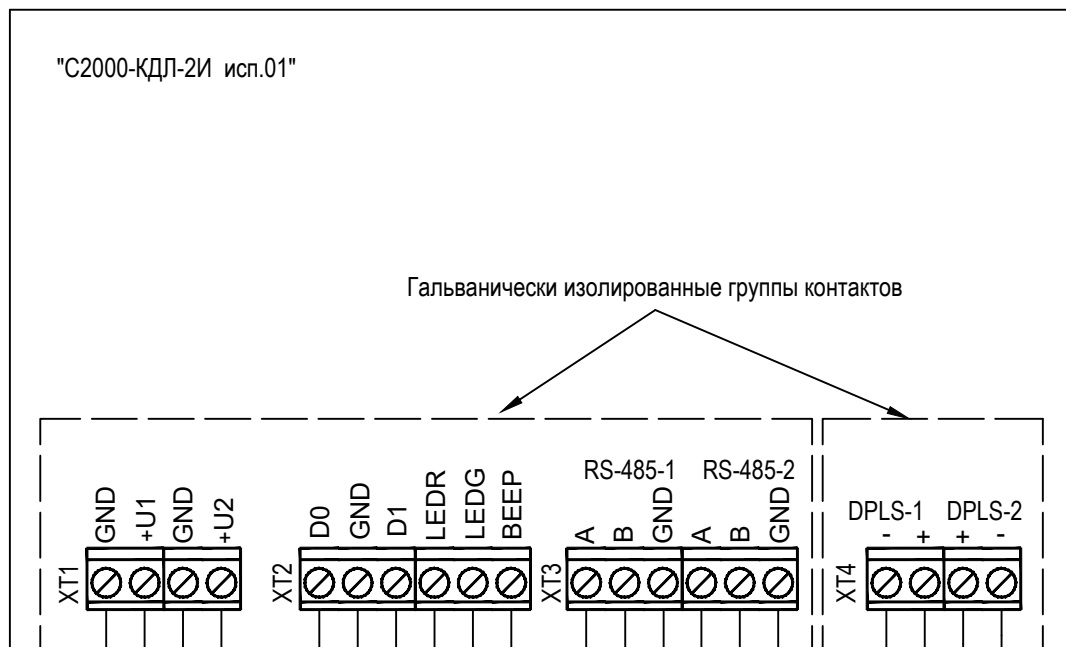 "С2000-КДЛ-2И исп.01"
Гальванически изолированные группы контактов
RS-485-1 RS-485-2
DPLS-1 DPLS-2
GND +U1 GND +U2
D0 GND D1 LEDR LEDG BEEP
A B GND A B GND
- + + -
XT1 XT2 XT3 XT4